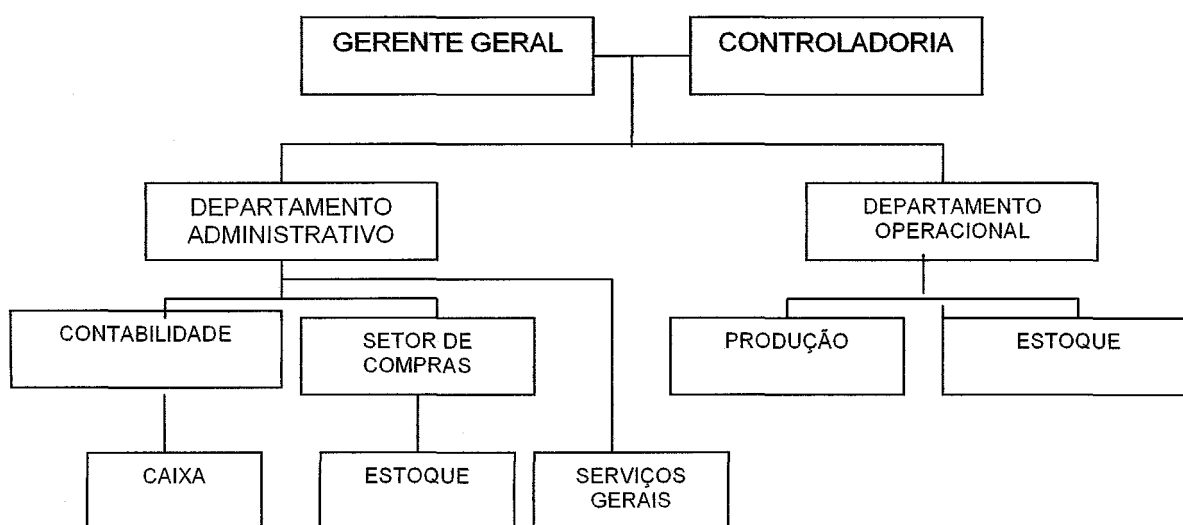 GERENTE GERAL
CONTROLADORIA
DEPARTAMENTO
ADMINISTRATIVO
DEPARTAMENTO
OPERACIONAL
CONTABILIDADE
SETOR DE
COMPRAS
PRODUÇÃO
ESTOQUE
CAIXA
ESTOQUE
SERVIÇOS
GERAIS